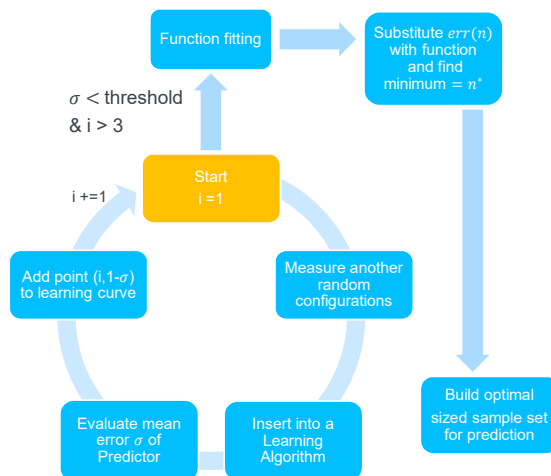 Function fitting
Substitute 𝑒𝑟𝑟(𝑛)
with function
and find
minimum = 𝑛*
𝜎 < threshold
& i > 3
Start
i =1
i +=1
Measure another
random
configurations
Add point (i,1-𝜎)
to learning curve
Evaluate mean
error 𝜎 of
Predictor
Insert into a
Learning
Algorithm
Build optimal
sized sample set
for prediction